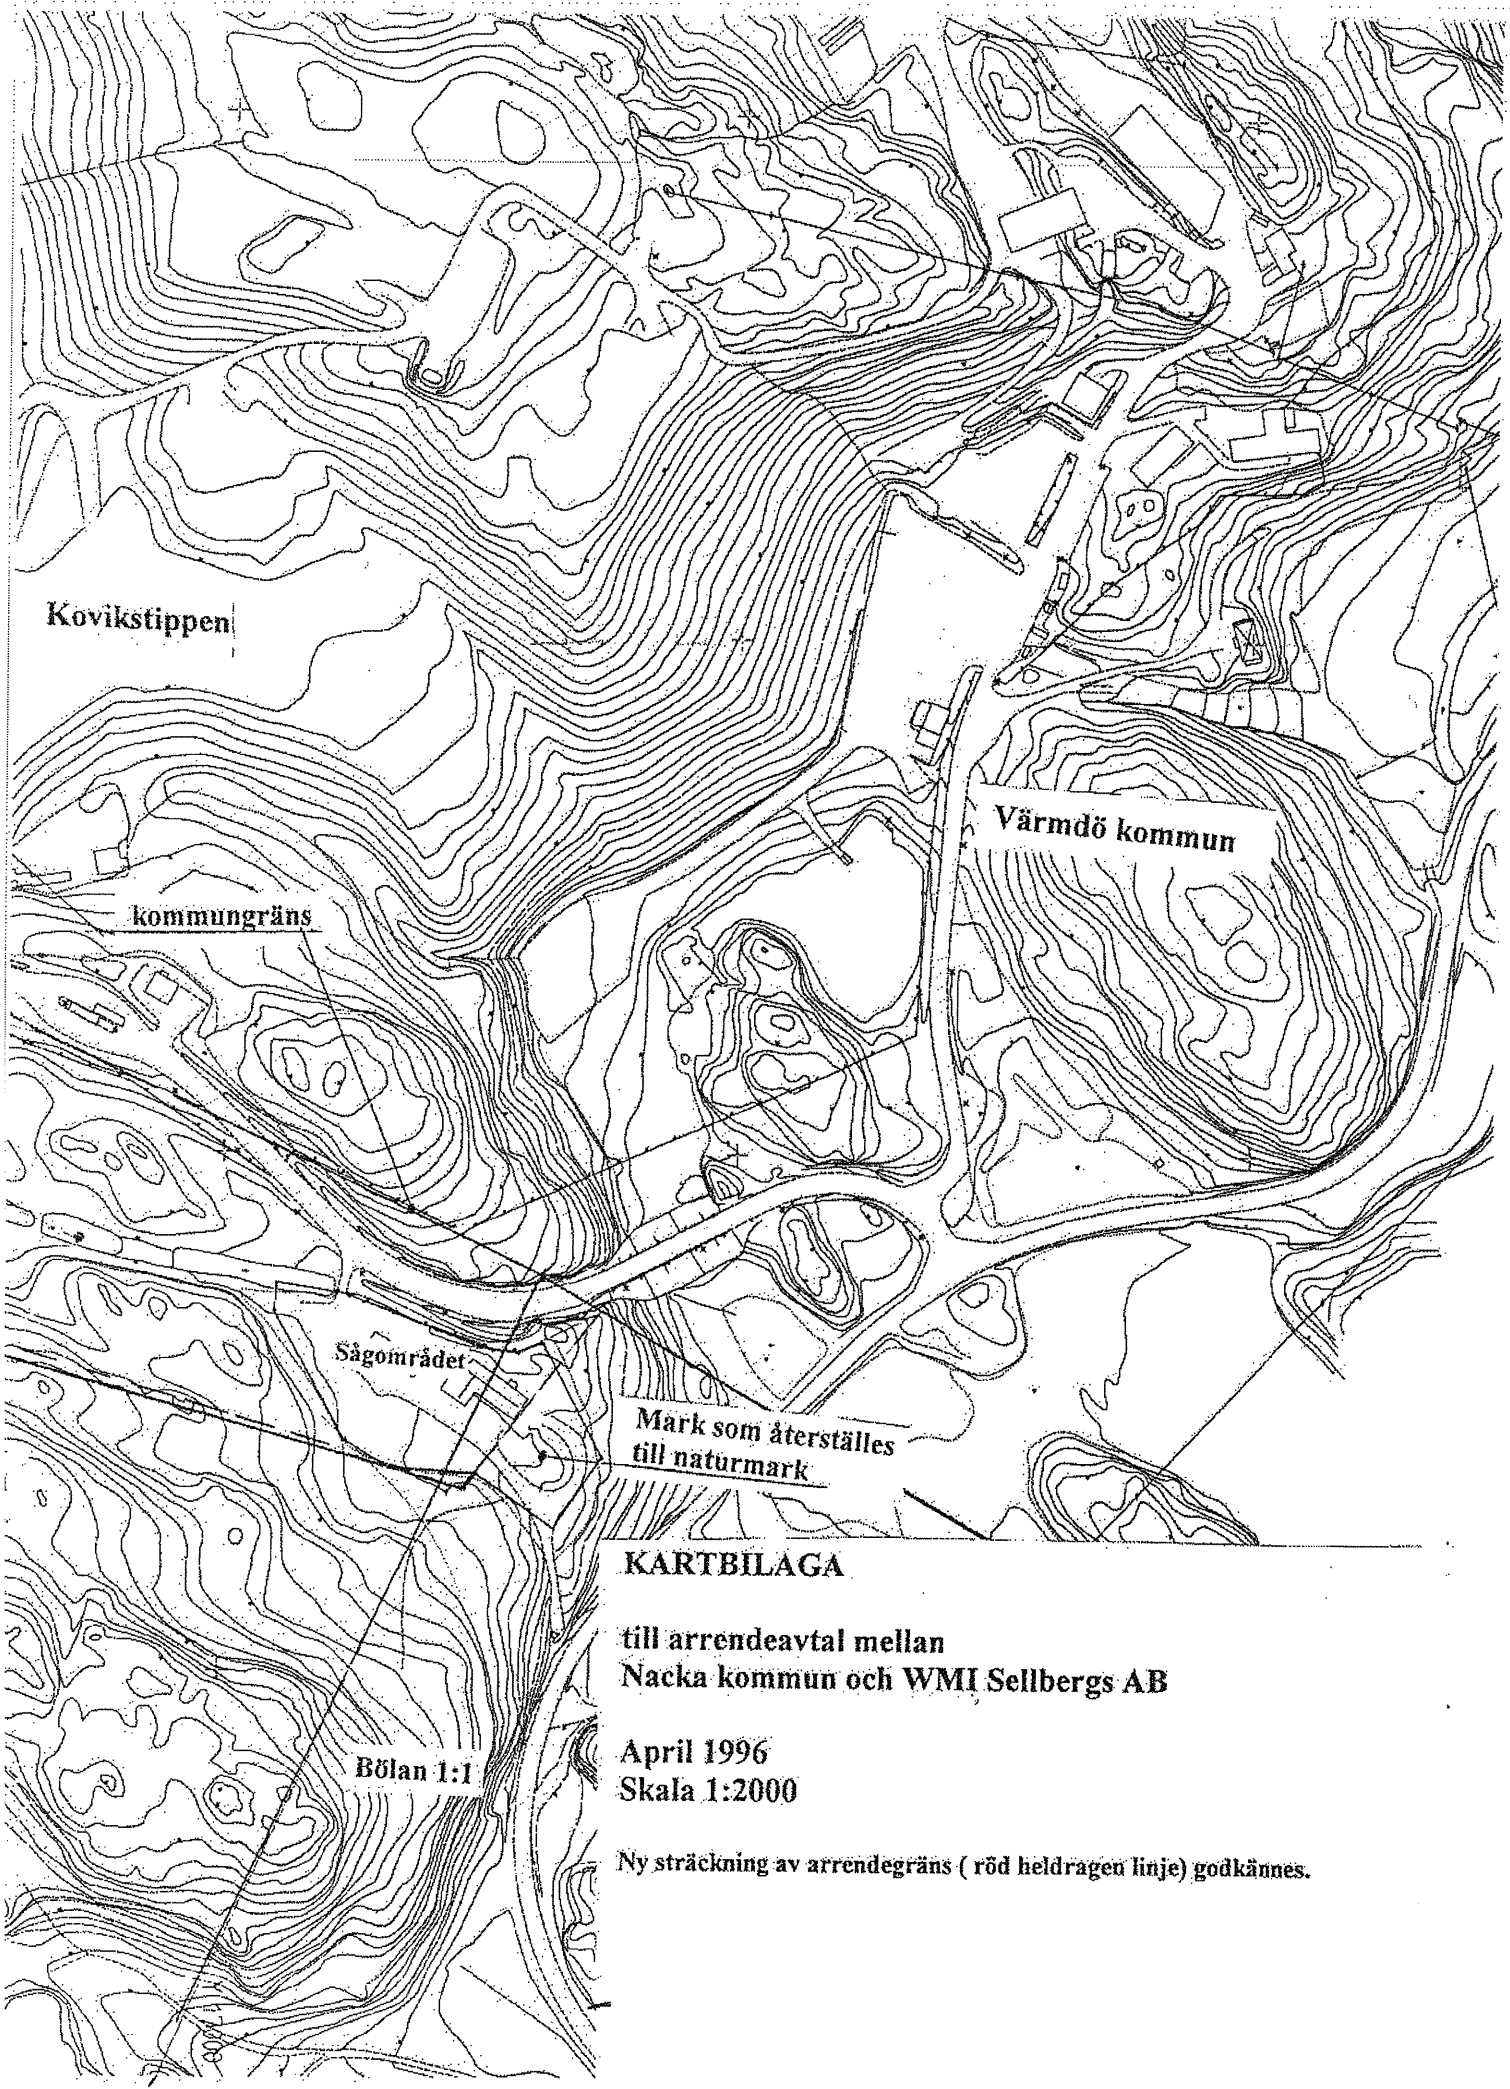 Kovikstippen
Värmdö kommun
kommungräns
Sågområdet
Mark som återställes
till naturmark
KARTBILAGA
till arrendeavtal mellan
Nacka kommun och WMI Sellbergs AB
Bölan 1:1
April 1996
Skala 1:2000
Ny sträckning av arrendegräns ( röd heldragen linje) godkännes.